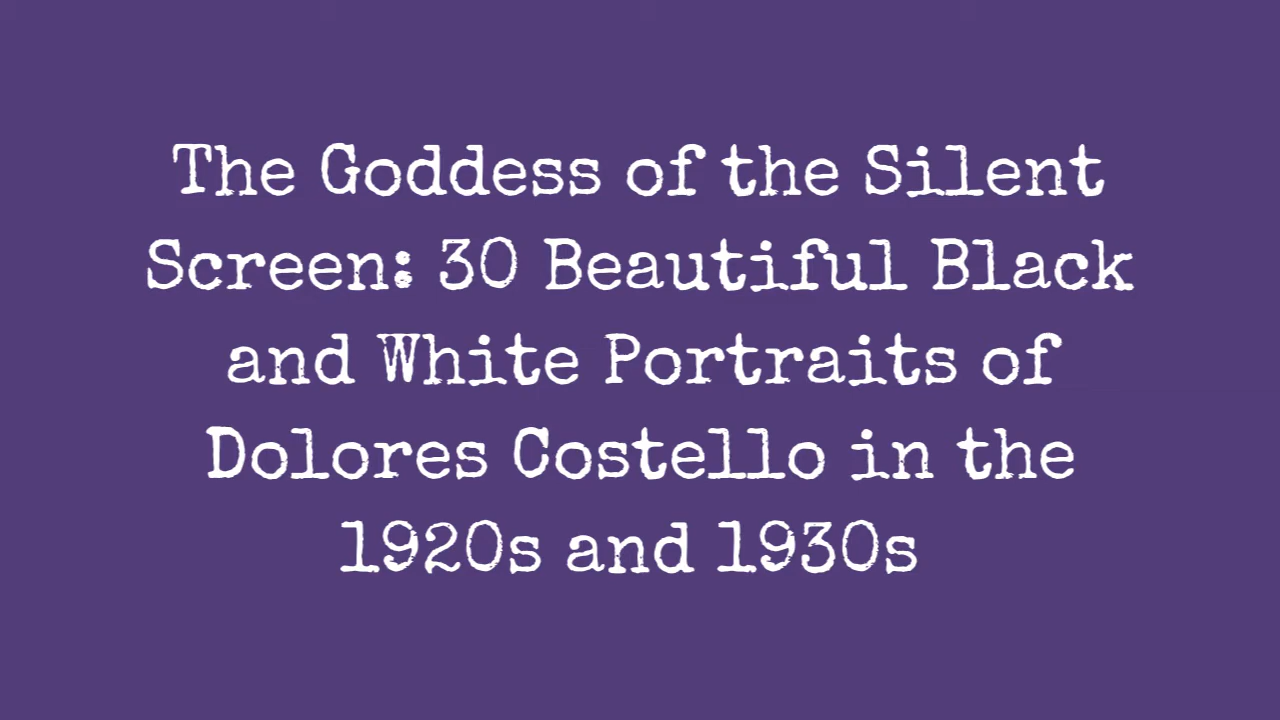 The Goddess of the Silent
Screen: 30 Beautiful Black
and White Portraits of
Dolores Costello in the
1920s and 1930s